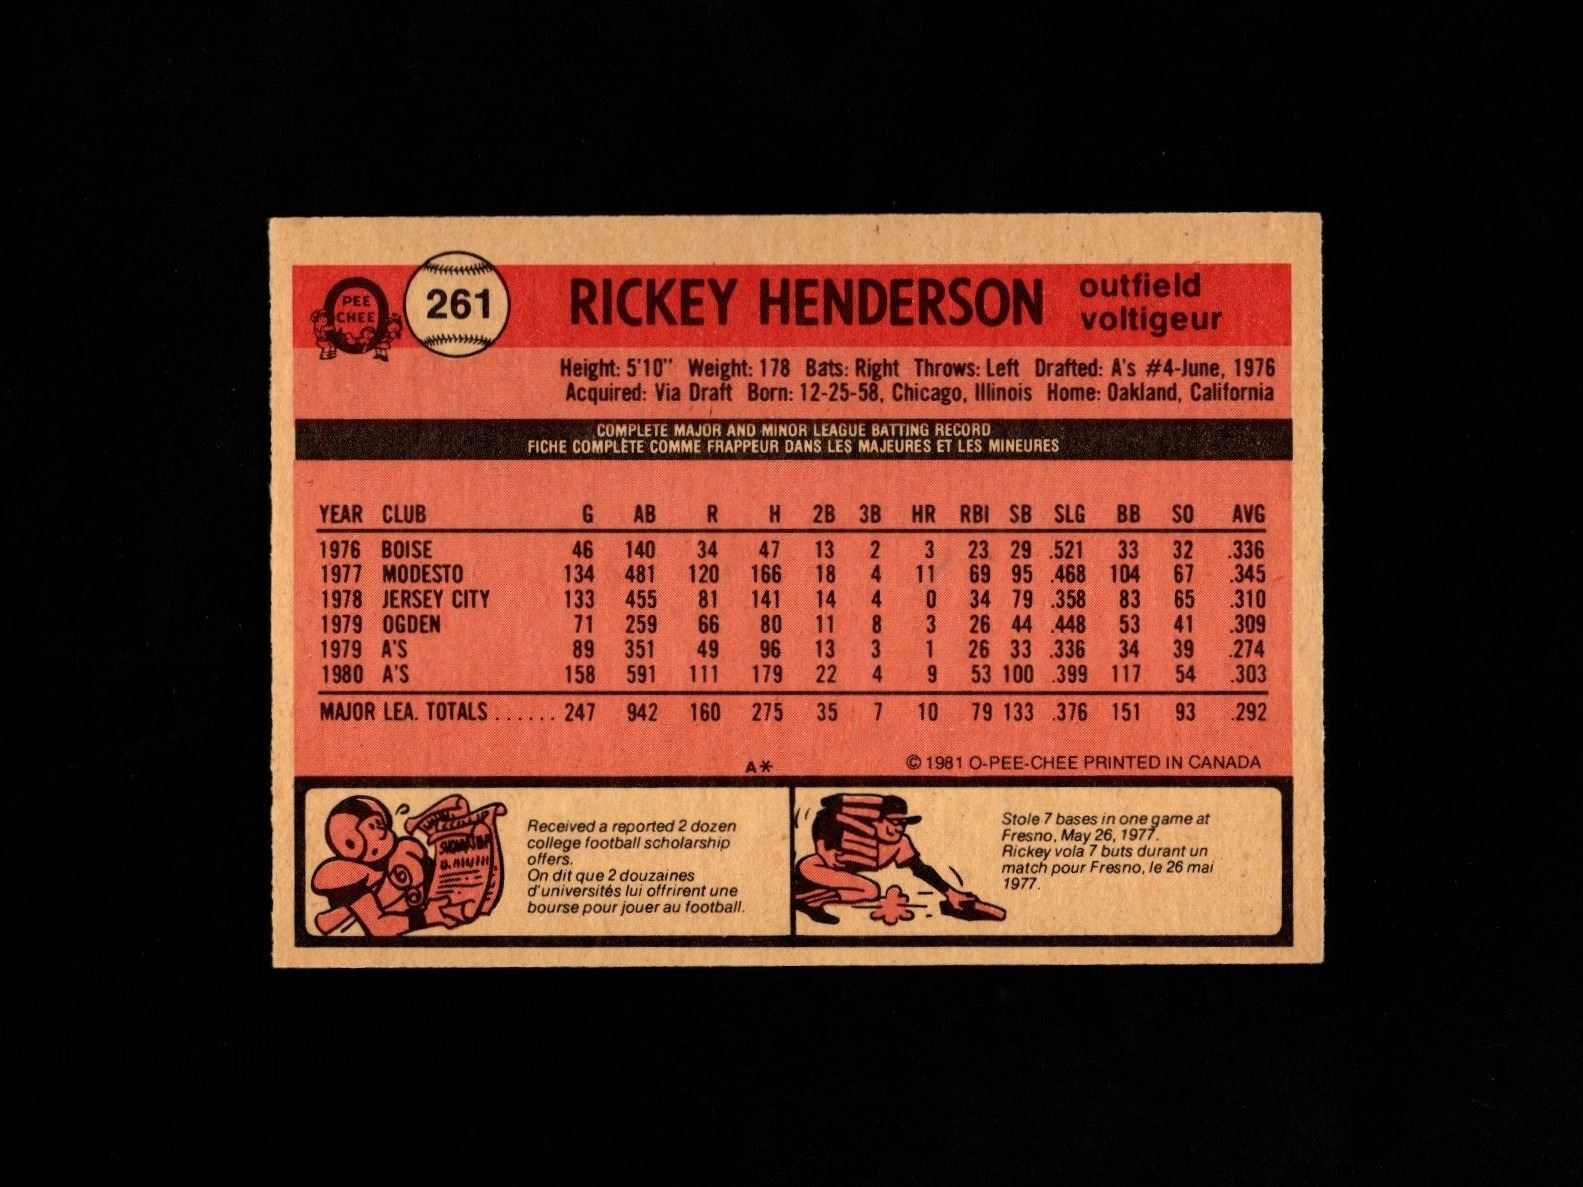 PEE
CHEE
261
RICKEY HENDERSON
outfield
voltigeur
Height: 5'10" Weight: 178 Bats: Right Throws: Left Drafted: A's #4-June, 1976
Acquired: Via Draft Born: 12-25-58, Chicago, Illinois Home: Oakland, California
COMPLETE MAJOR AND MINOR LEAGUE BATTING RECORD
FICHE COMPLÈTE COMME FRAPPEUR DANS LES MAJEURES ET LES MINEURES
YEAR CLUB G AB R H 2B 3B HR RBI SB SLG BB SO AVG
1976 BOISE 46 140 34 47 13 2 3 23 29 .521 33 32 .336
1977 MODESTO 134 481 120 166 18 4 11 69 95 .468 104 67 .345
1978 JERSEY CITY 133 455 81 141 14 4 0 34 79 .358 83 65 .310
1979 OGDEN 71 259 66 80 11 8 3 26 44 .448 53 41 .309
1979 A'S 89 351 49 96 13 3 1 26 33 .336 34 39 .274
1980 A'S 158 591 111 179 22 4 9 53 100 .399 117 54 .303
MAJOR LEA. TOTALS ...... 247 942 160 275 35 7 10 79 133 .376 151 93 .292
A*
© 1981 O-PEE-CHEE PRINTED IN CANADA
Received a reported 2 dozen
college football scholarship
offers.
On dit que 2 douzaines
d'universités lui offrirent une
bourse pour jouer au football.
Stole 7 bases in one game at
Fresno, May 26, 1977.
Rickey vola 7 buts durant un
match pour Fresno, le 26 mai
1977.